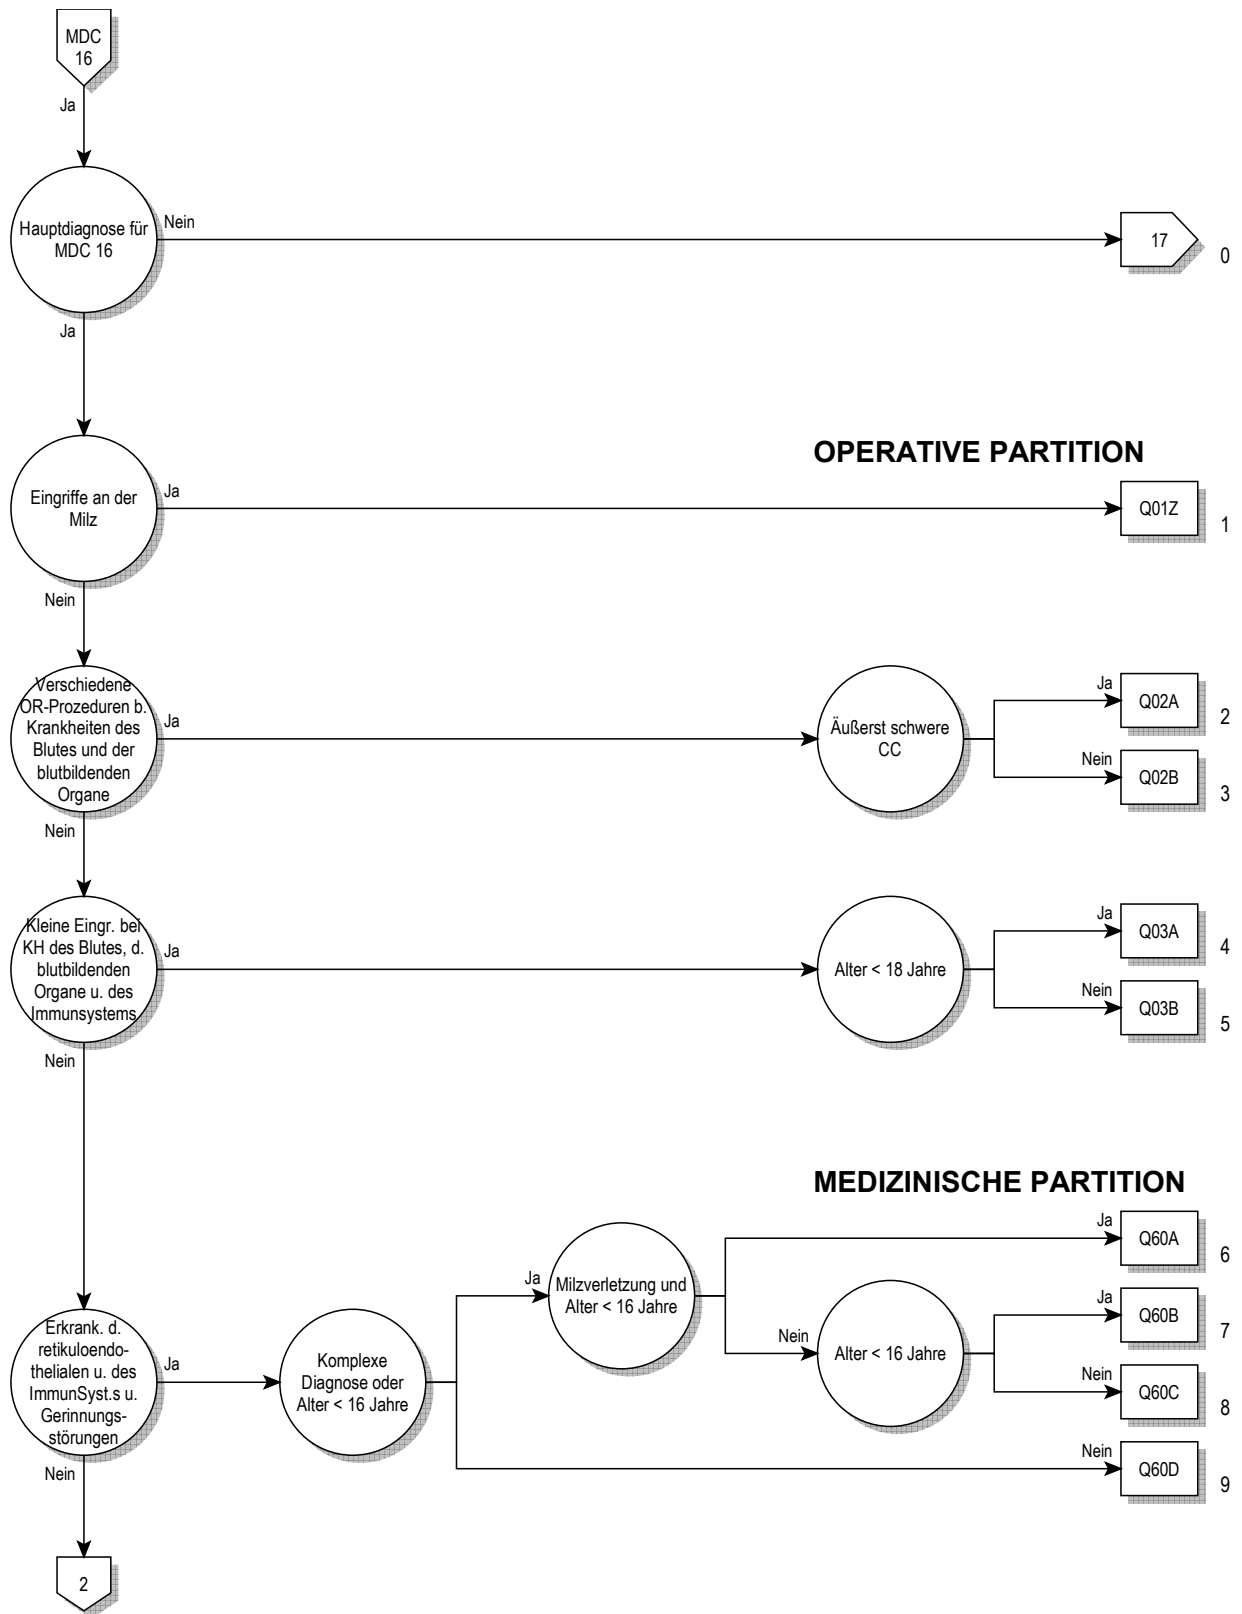 MDC
16
Ja
Hauptdiagnose für
MDC 16
Nein
17
0
Ja
OPERATIVE PARTITION
Eingriffe an der
Milz
Ja
Q01Z
1
Nein
Verschiedene
OR-Prozeduren b.
Krankheiten des
Blutes und der
blutbildenden
Organe
Ja
Äußerst schwere
CC
Ja
Q02A
2
Nein
Q02B
3
Nein
Kleine Eingr. bei
KH des Blutes, d.
blutbildenden
Organe u. des
Immunsystems
Ja
Alter < 18 Jahre
Ja
Q03A
4
Nein
Q03B
5
Nein
MEDIZINISCHE PARTITION
Erkrank. d.
retikuloendo-
thelialen u. des
ImmunSyst.s u.
Gerinnungs-
störungen
Ja
Komplexe
Diagnose oder
Alter < 16 Jahre
Ja
Milzverletzung und
Alter < 16 Jahre
Ja
Q60A
6
Nein
Alter < 16 Jahre
Ja
Q60B
7
Nein
Q60C
8
Nein
Q60D
9
Nein
2